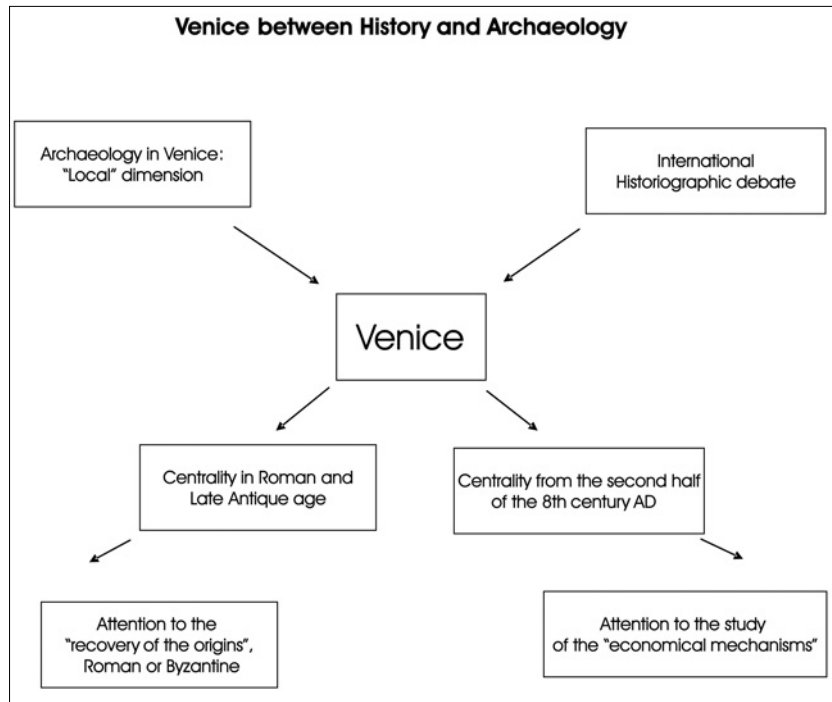 Venice between History and Archaeology
Archaeology in Venice:
"Local" dimension
International
Historiographic debate
Venice
Centrality in Roman and
Late Antique age
Centrality from the second half
of the 8th century AD
Attention to the
"recovery of the origins",
Roman or Byzantine
Attention to the study
of the "economical mechanisms"